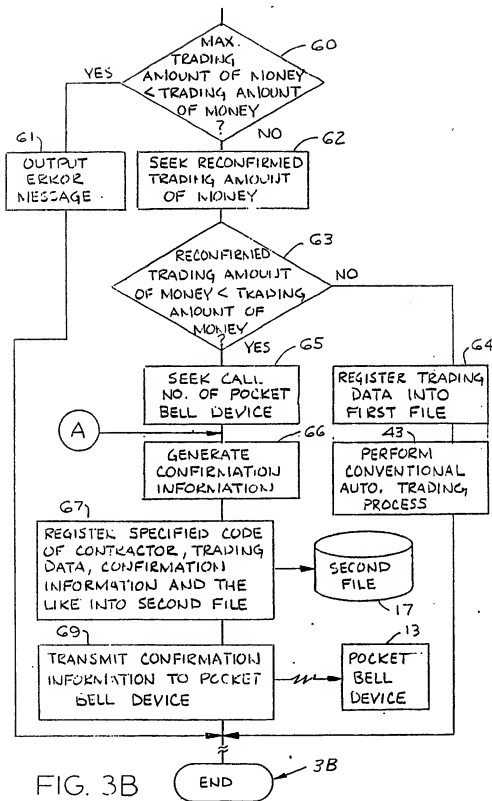 60
MAX.
TRADING
AMOUNT OF MONEY
< TRADING AMOUNT
OF MONEY
?
YES
NO
61
OUTPUT
ERROR
MESSAGE
62
SEEK RECONFIRMED
TRADING AMOUNT
OF MONEY
63
RECONFIRMED
TRADING AMOUNT
OF MONEY < TRADING
AMOUNT OF
MONEY
?
NO
YES
65
SEEK CALL
NO. OF POCKET
BELL DEVICE
64
REGISTER TRADING
DATA INTO
FIRST FILE
A
66
GENERATE
CONFIRMATION
INFORMATION
43
PERFORM
CONVENTIONAL
AUTO. TRADING
PROCESS
67
REGISTER SPECIFIED CODE
OF CONTRACTOR, TRADING
DATA, CONFIRMATION
INFORMATION AND THE
LIKE INTO SECOND FILE
SECOND
FILE
17
69
TRANSMIT CONFIRMATION
INFORMATION TO POCKET
BELL DEVICE
13
POCKET
BELL
DEVICE
END
3B
FIG. 3B